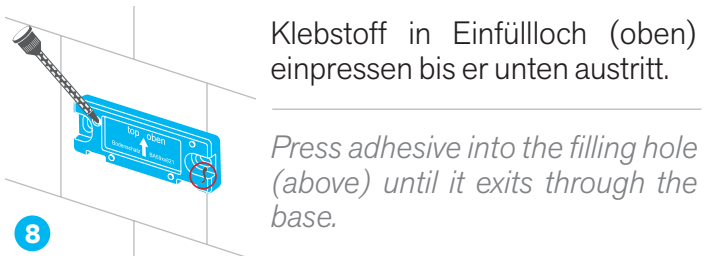 Klebstoff in Einfüllloch (oben)
einpressen bis er unten austritt.
Press adhesive into the filling hole
(above) until it exits through the
base.
top oben
Bodenschatz
8